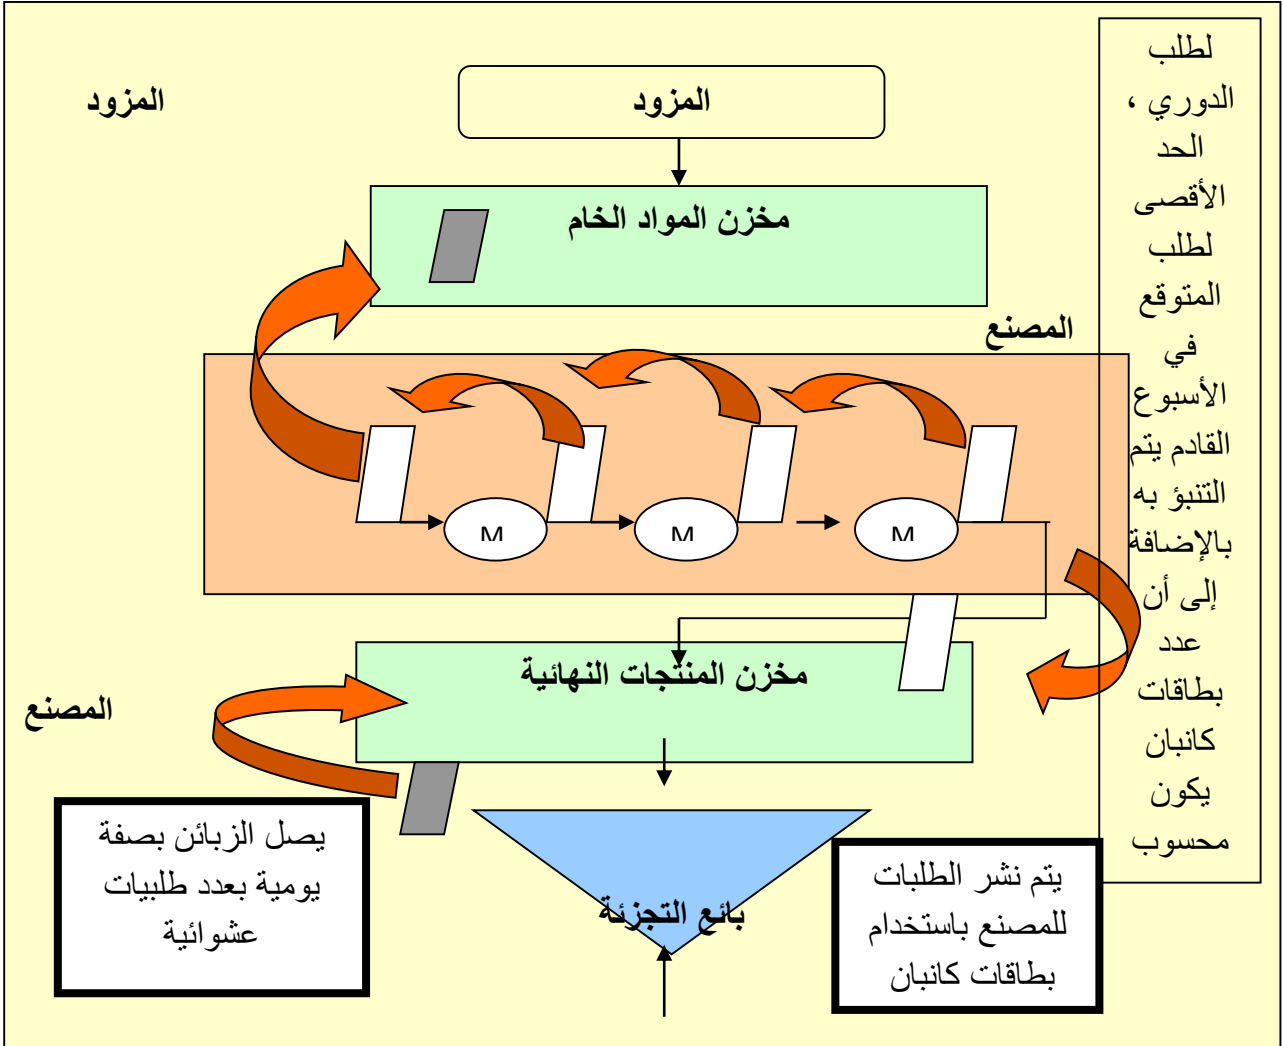 لطلب
الدوري ،
الحد
الأقصى
لطلب
المتوقع
في
الأسبوع
القادم يتم
التنبؤ به
بالإضافة
إلى أن
عدد
بطاقات
كانبان
يكون
محسوب
المزود
المزود
مخزن المواد الخام
المصنع
M
M
M
مخزن المنتجات النهائية
المصنع
يصل الزبائن بصفة
يومية بعدد طلبيات
عشوائية
بائع التجزئة
يتم نشر الطلبات
للمصنع باستخدام
بطاقات كانبان